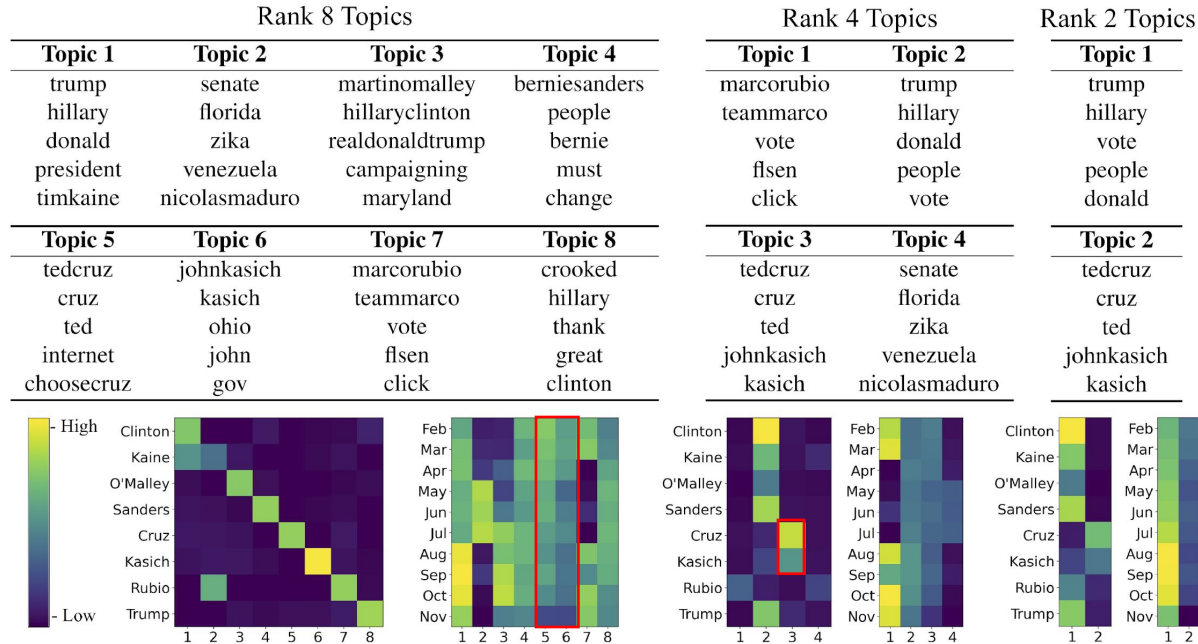 Rank 8 Topics Rank 4 Topics Rank 2 Topics
Topic 1 Topic 2 Topic 3 Topic 4 Topic 1 Topic 2 Topic 1
trump senate martinomalley berniesanders marcorubio trump trump
hillary florida hillaryclinton people teammarco hillary hillary
donald zika realdonaldtrump bernie vote donald vote
president venezuela campaigning must flsen people people
timkaine nicolasmaduro maryland change click vote donald
Topic 5 Topic 6 Topic 7 Topic 8 Topic 3 Topic 4 Topic 2
tedcruz johnkasich marcorubio crooked tedcruz senate tedcruz
cruz kasich teammarco hillary cruz florida cruz
ted ohio vote thank ted zika ted
internet john flsen great johnkasich venezuela johnkasich
choosecruz gov click clinton kasich nicolasmaduro kasich
- High Clinton Feb Clinton Feb Clinton Feb
Kaine Mar Kaine Mar Kaine Mar
O'Malley Apr O'Malley Apr O'Malley Apr
Sanders May Sanders May Sanders May
Cruz Jun Cruz Jun Cruz Jun
Kasich Jul Kasich Jul Kasich Jul
Rubio Aug Rubio Aug Rubio Aug
- Low Trump Sep Trump Sep Trump Sep
Oct Oct Oct
Nov Nov Nov
1 2 3 4 5 6 7 8 1 2 3 4 5 6 7 8 1 2 3 4 1 2 3 4 1 2 1 2